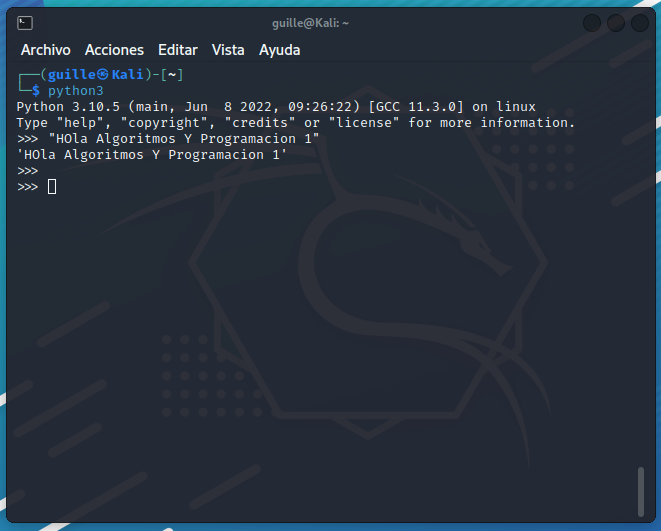 guille@Kali: ~
Archivo Acciones Editar Vista Ayuda
┌──(guille㉿Kali)-[~]
└─$ python3
Python 3.10.5 (main, Jun  8 2022, 09:26:22) [GCC 11.3.0] on linux
Type "help", "copyright", "credits" or "license" for more information.
>>> "HOla Algoritmos Y Programacion 1"
'HOla Algoritmos Y Programacion 1'
>>>
>>>